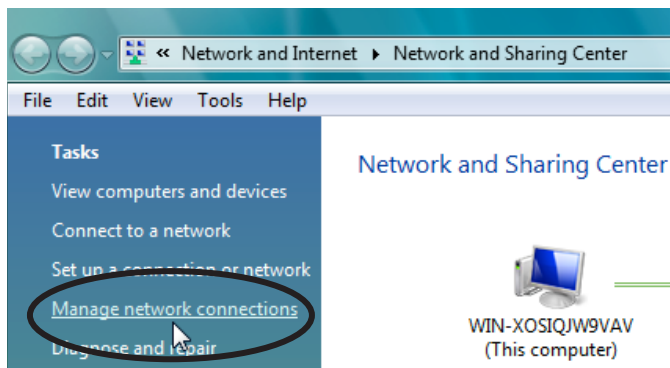 « Network and Internet ▸ Network and Sharing Center
File Edit View Tools Help
Tasks
View computers and devices
Connect to a network
Set up a connection or network
Manage network connections
Diagnose and repair
Network and Sharing Center
WIN-XOSIQJW9VAV
(This computer)